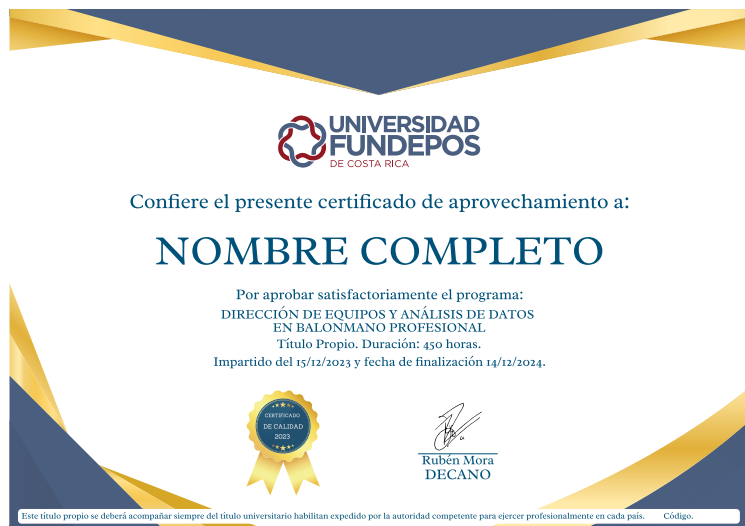 UNIVERSIDAD
FUNDEPOS
DE COSTA RICA
Confiere el presente certificado de aprovechamiento a:
NOMBRE COMPLETO
Por aprobar satisfactoriamente el programa:
DIRECCIÓN DE EQUIPOS Y ANÁLISIS DE DATOS
EN BALONMANO PROFESIONAL
Título Propio. Duración: 450 horas.
Impartido del 15/12/2023 y fecha de finalización 14/12/2024.
CERTIFICADO
DE CALIDAD
2023
Rubén Mora
DECANO
Este título propio se deberá acompañar siempre del título universitario habilitan expedido por la autoridad competente para ejercer profesionalmente en cada país. Código.